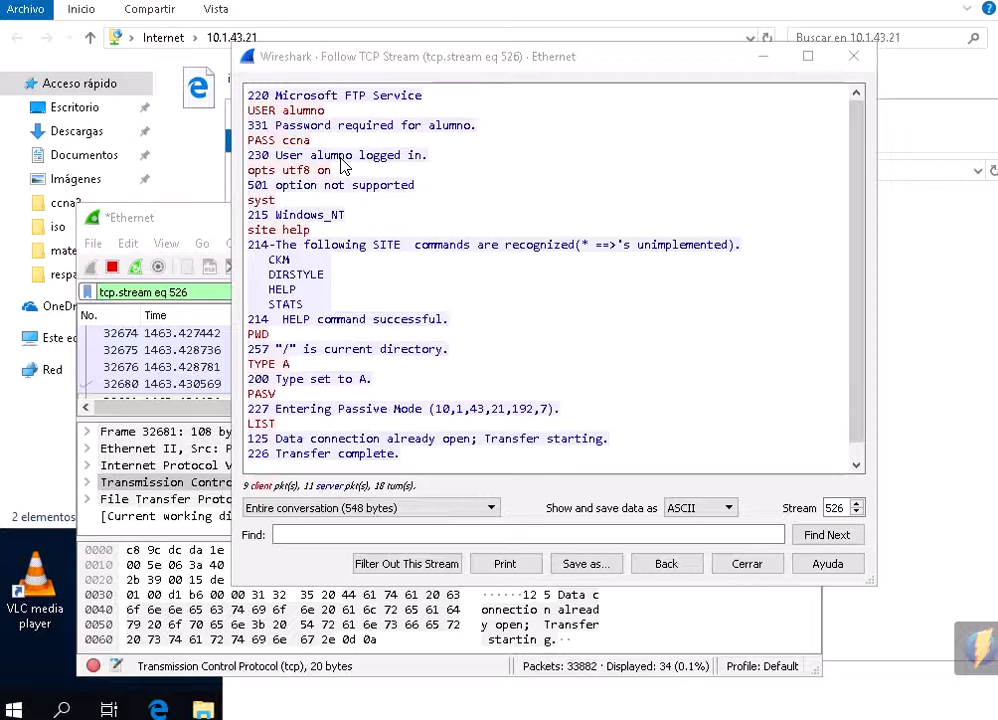 Archivo Inicio Compartir Vista
Internet 10.1.43.21 Buscar en 10.1.43.21
Acceso rápido
Escritorio
Descargas
Documentos
Imágenes
iso
Este
Red
2 elementos
VLC media
player
*Ethernet
File Edit View Go
tcp.stream eq 526
No. Time
32674 1463.427442
32675 1463.428736
32676 1463.428781
32680 1463.430569
Frame 32681: 108 by
Ethernet II, Src: P
Internet Protocol V
Transmission Contro
File Transfer Proto
[Current working di
Wireshark · Follow TCP Stream (tcp.stream eq 526) · Ethernet
220 Microsoft FTP Service
USER alumno
331 Password required for alumno.
PASS ccna
230 User alumno logged in.
opts utf8 on
501 option not supported
syst
215 Windows_NT
site help
214-The following SITE commands are recognized(* ==>'s unimplemented).
CKM
DIRSTYLE
HELP
STATS
214 HELP command successful.
PWD
257 "/" is current directory.
TYPE A
200 Type set to A.
PASV
227 Entering Passive Mode (10,1,43,21,192,7).
LIST
125 Data connection already open; Transfer starting.
226 Transfer complete.
9 client pkt(s), 11 server pkt(s), 18 turn(s).
Entire conversation (548 bytes) Show and save data as ASCII Stream 526
Find: Find Next
Filter Out This Stream Print Save as... Back Cerrar Ayuda
0000 c8 9c dc da 1e
0010 00 5e 06 3a 40
0020 2b 39 00 15 de
0030 01 00 d1 b6 00 00 31 32 35 20 44 61 74 61 20 63 ······12 5 Data c
0040 6f 6e 6e 65 63 74 69 6f 6e 20 61 6c 72 65 61 64 onnectio n alread
0050 79 20 6f 70 65 6e 3b 20 54 72 61 6e 73 66 65 72 y open; Transfer
0060 20 73 74 61 72 74 69 6e 67 2e 0d 0a startin g.··
Transmission Control Protocol (tcp), 20 bytes Packets: 33882 · Displayed: 34 (0.1%) Profile: Default